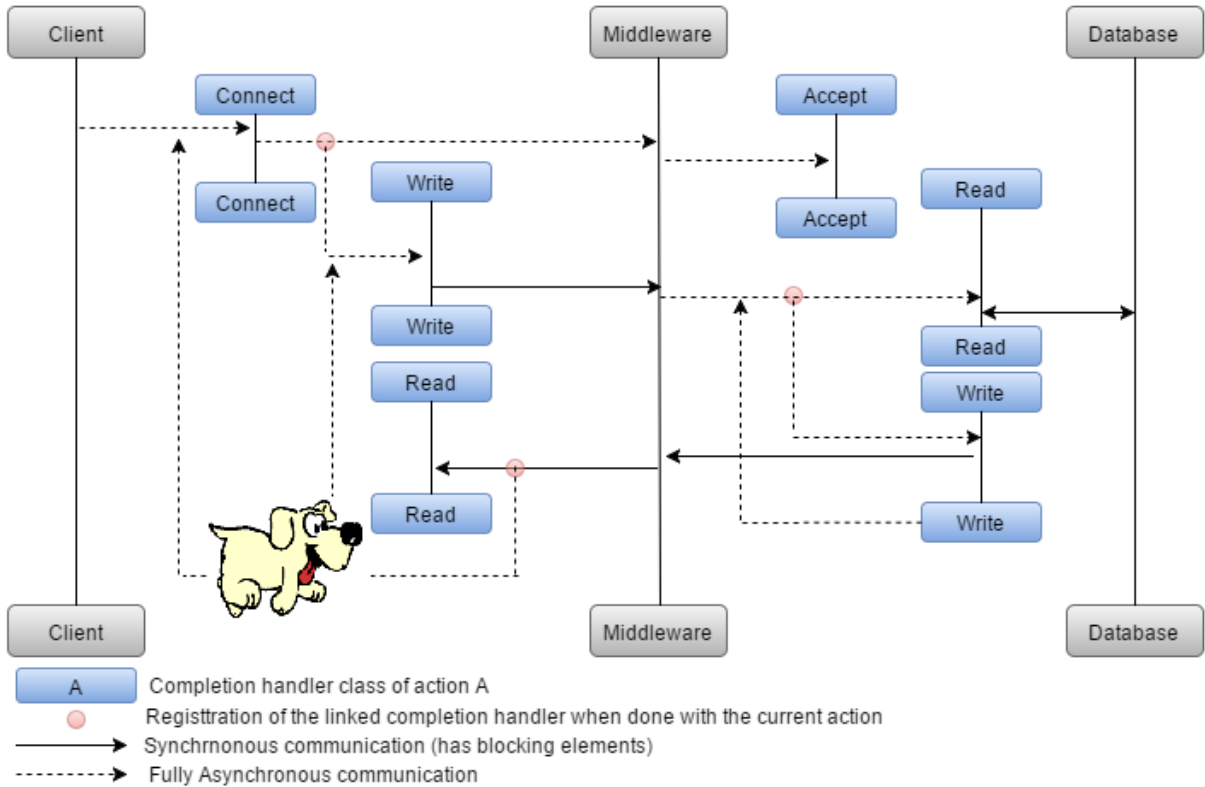 Client
Middleware
Database
Connect
Accept
Write
Read
Connect
Accept
Write
Read
Read
Write
Read
Write
Client
Middleware
Database
A Completion handler class of action A
Registtration of the linked completion handler when done with the current action
Synchrnonous communication (has blocking elements)
Fully Asynchronous communication